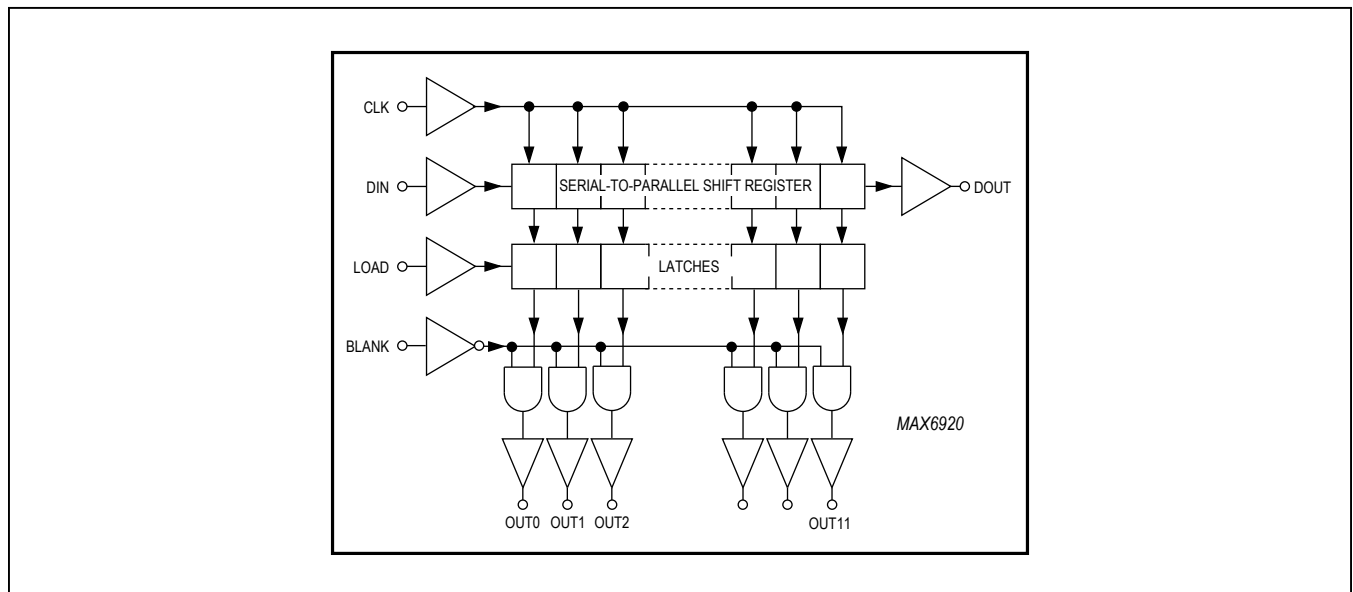 CLK
DIN
SERIAL-TO-PARALLEL SHIFT REGISTER
DOUT
LOAD
LATCHES
BLANK
MAX6920
OUT0 OUT1 OUT2 OUT11